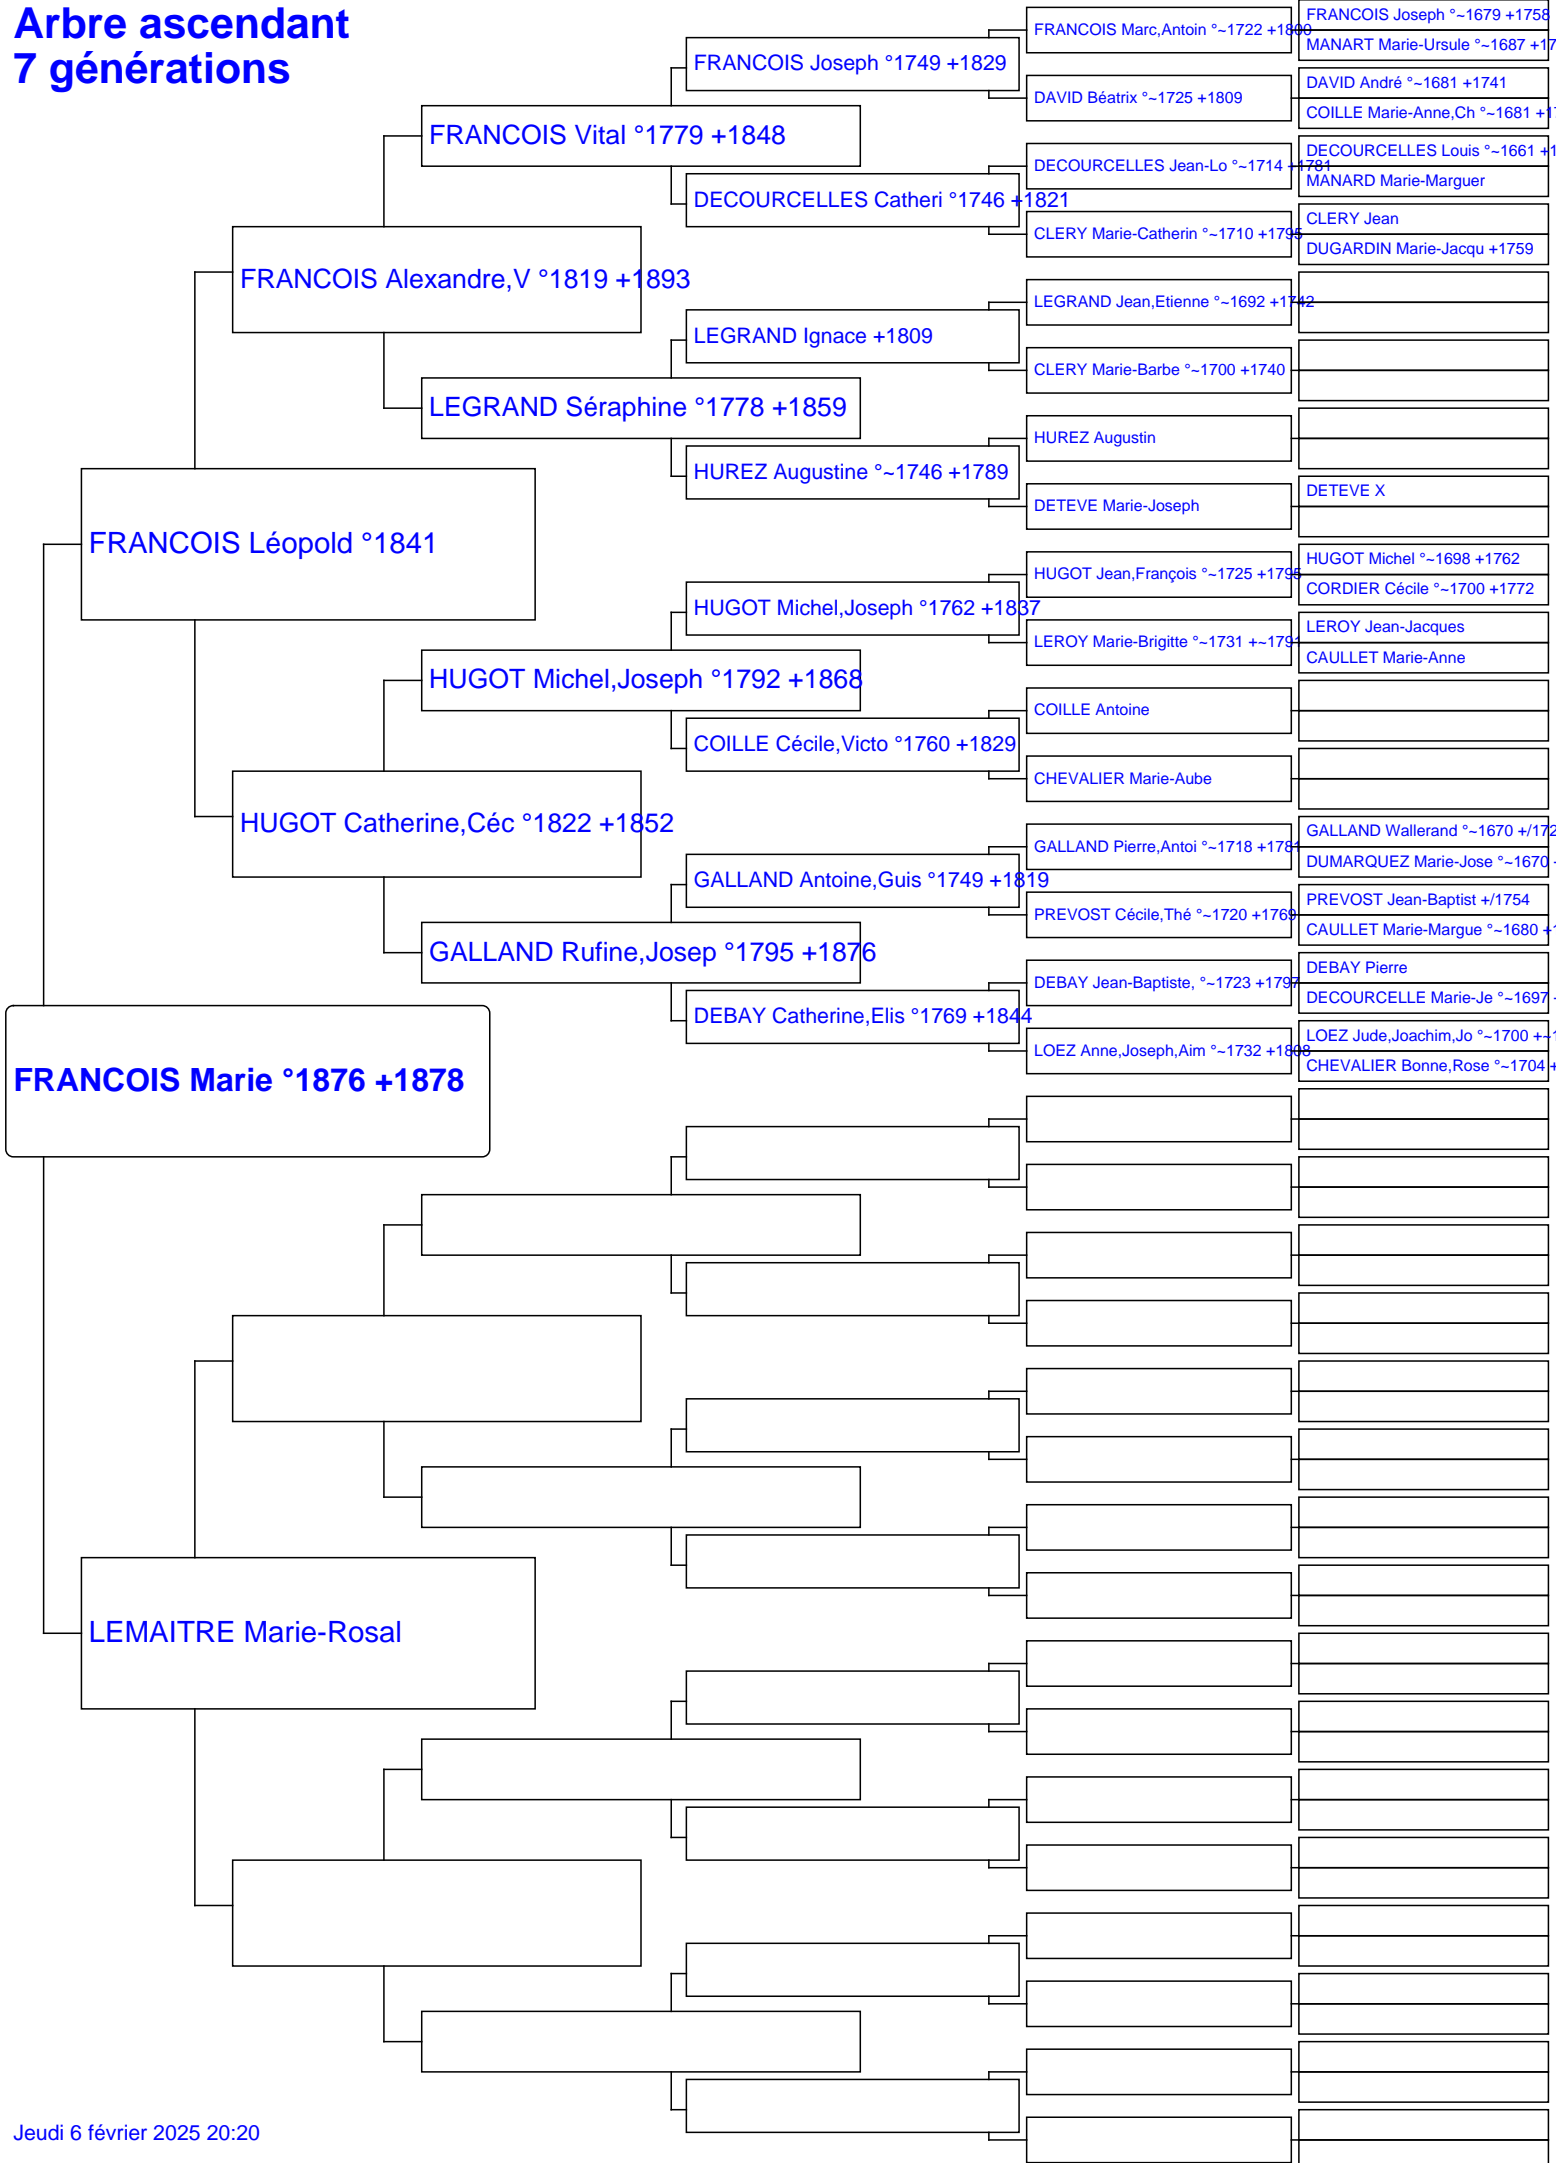 Arbre ascendant
7 générations
FRANCOIS Marie °1876 +1878
FRANCOIS Léopold °1841
LEMAITRE Marie-Rosal
FRANCOIS Alexandre,V °1819 +1893
HUGOT Catherine,Céc °1822 +1852
FRANCOIS Vital °1779 +1848
LEGRAND Séraphine °1778 +1859
HUGOT Michel,Joseph °1792 +1868
GALLAND Rufine,Josep °1795 +1876
FRANCOIS Joseph °1749 +1829
DECOURCELLES Catheri °1746 +1821
LEGRAND Ignace +1809
HUREZ Augustine °~1746 +1789
HUGOT Michel,Joseph °1762 +1837
COILLE Cécile,Victo °1760 +1829
GALLAND Antoine,Guis °1749 +1819
DEBAY Catherine,Elis °1769 +1844
FRANCOIS Marc,Antoin °~1722 +1800
DAVID Béatrix °~1725 +1809
DECOURCELLES Jean-Lo °~1714 +1781
CLERY Marie-Catherin °~1710 +1795
LEGRAND Jean,Etienne °~1692 +1742
CLERY Marie-Barbe °~1700 +1740
HUREZ Augustin
DETEVE Marie-Joseph
HUGOT Jean,François °~1725 +1795
LEROY Marie-Brigitte °~1731 +~1791
COILLE Antoine
CHEVALIER Marie-Aube
GALLAND Pierre,Antoi °~1718 +1781
PREVOST Cécile,Thé °~1720 +1769
DEBAY Jean-Baptiste, °~1723 +1797
LOEZ Anne,Joseph,Aim °~1732 +1808
FRANCOIS Joseph °~1679 +1758
MANART Marie-Ursule °~1687 +17
DAVID André °~1681 +1741
COILLE Marie-Anne,Ch °~1681 +17
DECOURCELLES Louis °~1661 +1
MANARD Marie-Marguer
CLERY Jean
DUGARDIN Marie-Jacqu +1759
DETEVE X
HUGOT Michel °~1698 +1762
CORDIER Cécile °~1700 +1772
LEROY Jean-Jacques
CAULLET Marie-Anne
GALLAND Wallerand °~1670 +/172
DUMARQUEZ Marie-Jose °~1670 +
PREVOST Jean-Baptist +/1754
CAULLET Marie-Margue °~1680 +1
DEBAY Pierre
DECOURCELLE Marie-Je °~1697 +
LOEZ Jude,Joachim,Jo °~1700 +~1
CHEVALIER Bonne,Rose °~1704 +
Jeudi 6 février 2025 20:20